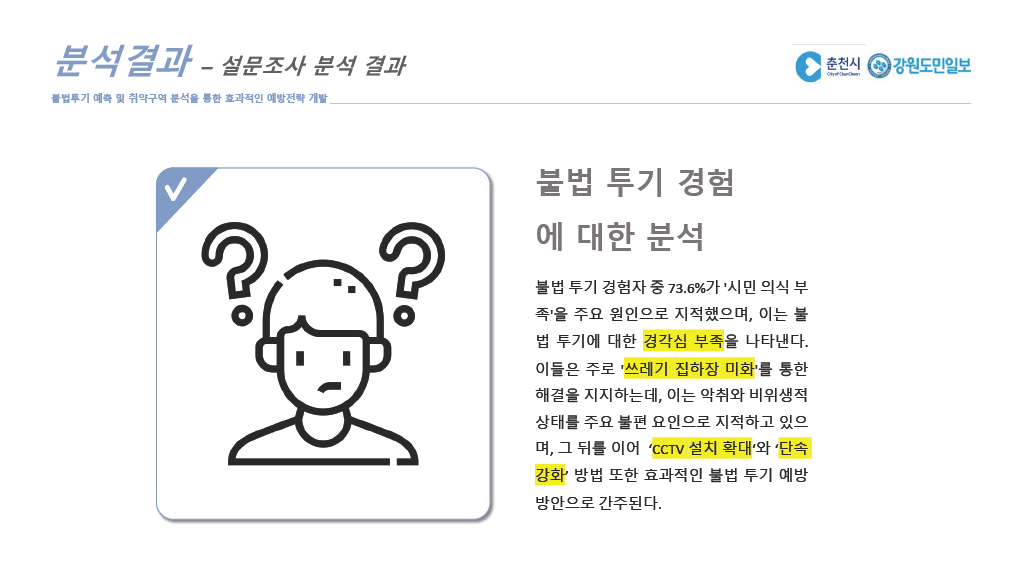 분석결과 – 설문조사 분석 결과
불법투기 예측 및 취약구역 분석을 통한 효과적인 예방전략 개발
춘천시
City of ChunCheon
강원도민일보
불법 투기 경험
에 대한 분석
불법 투기 경험자 중 73.6%가 '시민 의식 부
족'을 주요 원인으로 지적했으며, 이는 불
법 투기에 대한 경각심 부족을 나타낸다.
이들은 주로 '쓰레기 집하장 미화'를 통한
해결을 지지하는데, 이는 악취와 비위생적
상태를 주요 불편 요인으로 지적하고 있으
며, 그 뒤를 이어 ‘CCTV 설치 확대’와 ‘단속
강화’ 방법 또한 효과적인 불법 투기 예방
방안으로 간주된다.